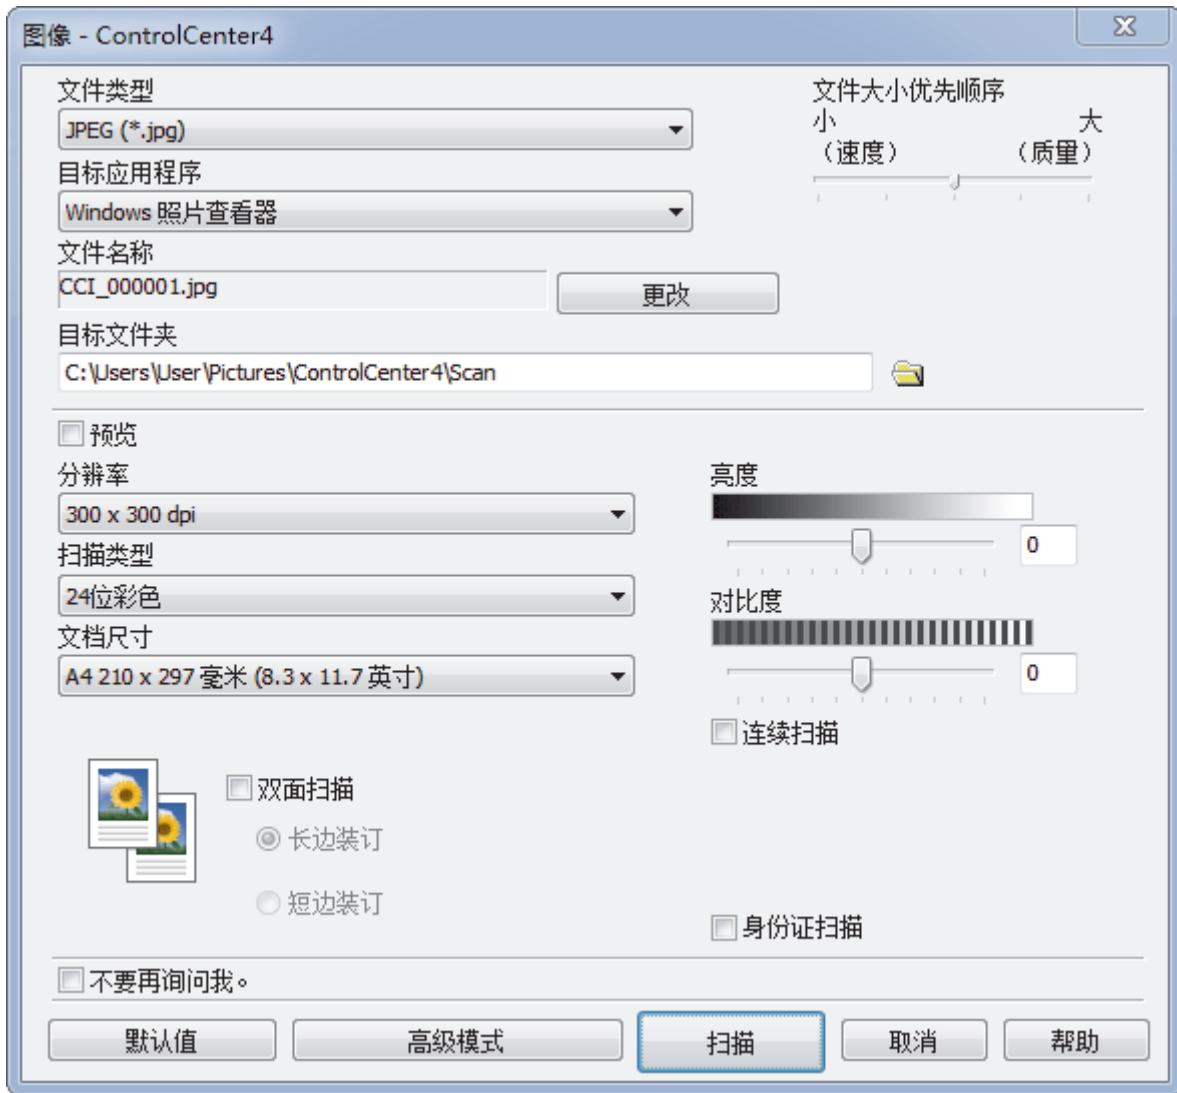 图像 - ControlCenter4
文件类型
JPEG (*.jpg)
目标应用程序
Windows 照片查看器
文件名称
CCI_000001.jpg
更改
目标文件夹
C:\Users\User\Pictures\ControlCenter4\Scan
文件大小优先顺序
小 大
（速度） （质量）
预览
分辨率
300 x 300 dpi
扫描类型
24位彩色
文档尺寸
A4 210 x 297 毫米 (8.3 x 11.7 英寸)
亮度
0
对比度
0
连续扫描
双面扫描
长边装订
短边装订
身份证扫描
不要再询问我。
默认值 高级模式 扫描 取消 帮助